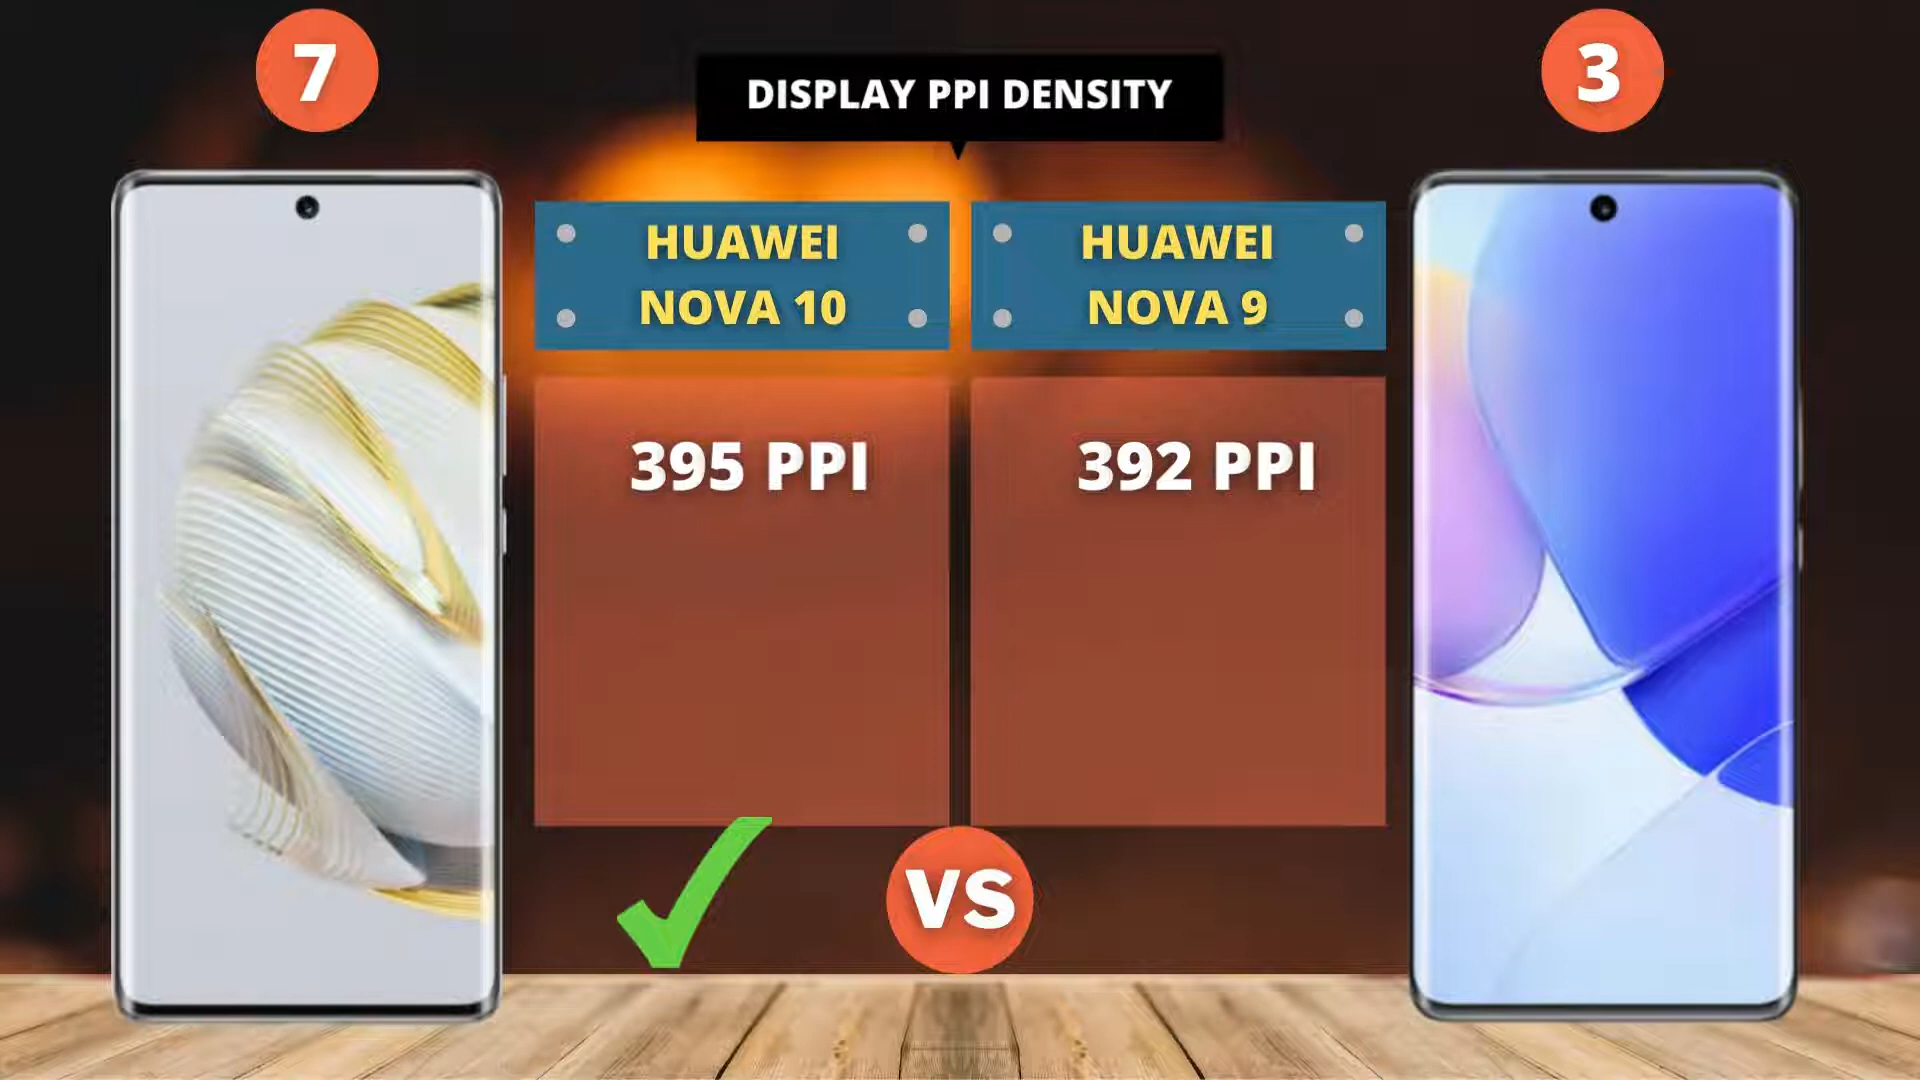 7
DISPLAY PPI DENSITY
3
HUAWEI
NOVA 10
HUAWEI
NOVA 9
395 PPI
392 PPI
VS